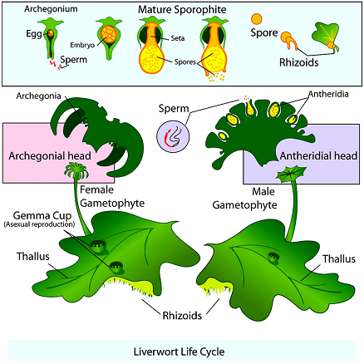 Archegonium
Mature Sporophite
Egg
Sperm
Embryo
Seta
Spores
Spore
Rhizoids
Archegonia
Sperm
Antheridia
Archegonial head
Antheridial head
Female
Gametophyte
Male
Gametophyte
Gemma Cup
(Asexual reproduction)
Thallus
Thallus
Rhizoids
Liverwort Life Cycle